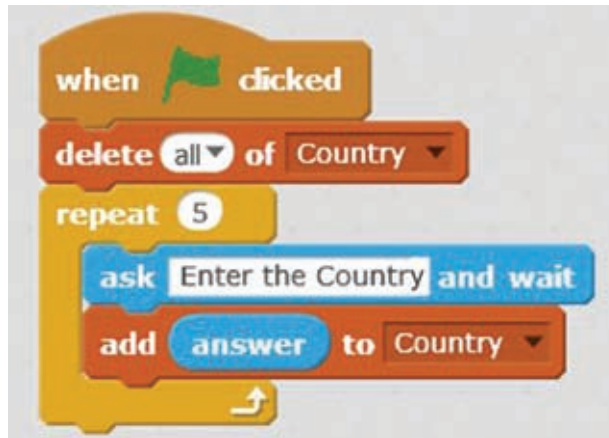 when clicked
delete all of Country
repeat 5
ask Enter the Country and wait
add answer to Country